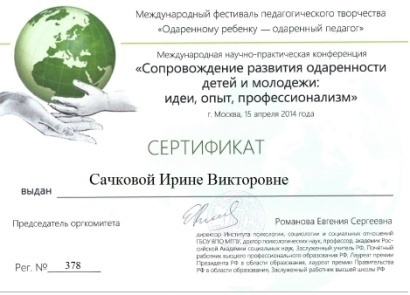 Международный фестиваль педагогического творчества
«Одаренному ребенку — одаренный педагог»
Международная научно-практическая конференция
«Сопровождение развития одаренности
детей и молодежи:
идеи, опыт, профессионализм»
г. Москва, 15 апреля 2014 года
СЕРТИФИКАТ
Сачковой Ирине Викторовне
выдан
Председатель оргкомитета
Романова Евгения Сергеевна
директор Института психологии, социологии и социальных отношений
ГБОУ ВПО МГПУ, доктор психологических наук, профессор, академик Рос-
сийской Академии социальных наук, Заслуженный учитель РФ, Почётный
работник высшего профессионального образования РФ, Лауреат премии
Президента РФ в области образования, лауреат премии Правительства
РФ в области образования, Заслуженный работник высшей школы РФ
Рег. № 378